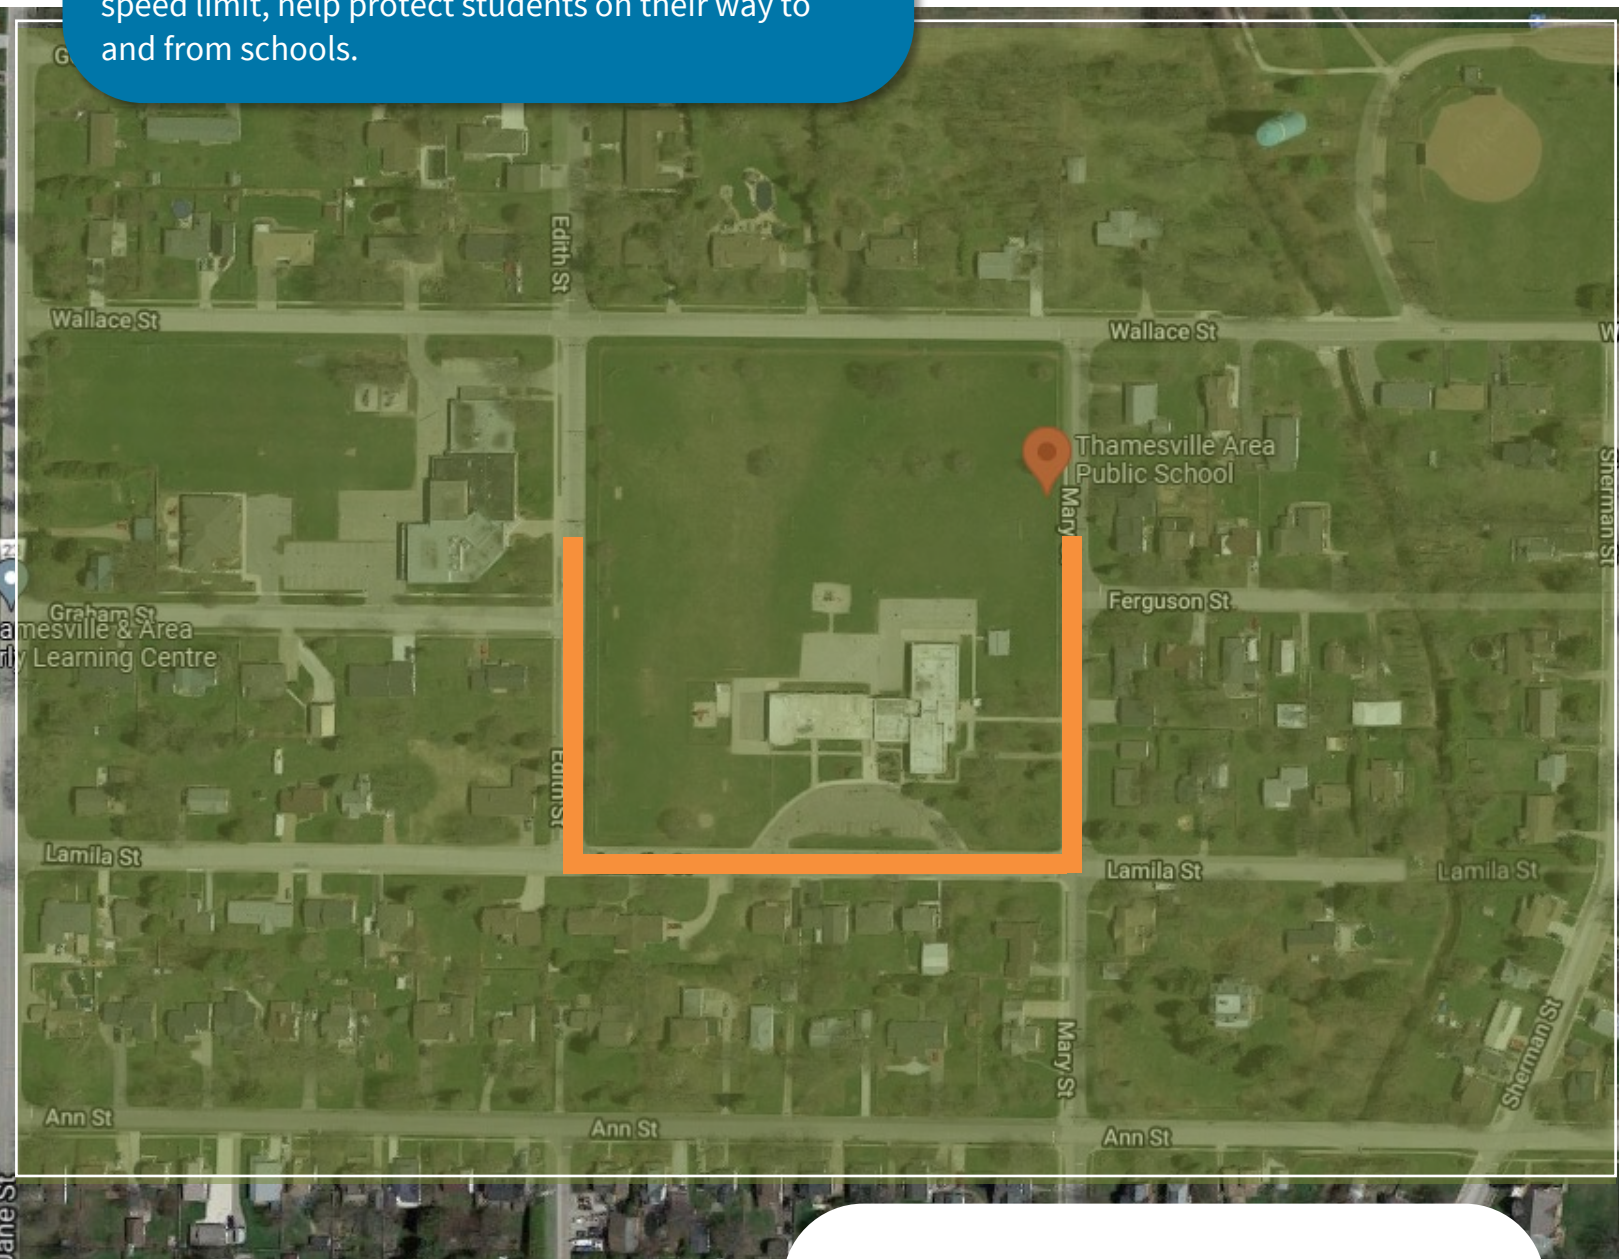 speed limit, help protect students on their way to
and from schools.
Edith St
Wallace St
Wallace St
Thamesville Area
Public School
Mary
Sherman St
Graham St
amesville & Area
rly Learning Centre
Ferguson St
Edith St
Lamila St
Lamila St
Lamila St
Mary St
Sherman St
Ann St
Ann St
Ann St